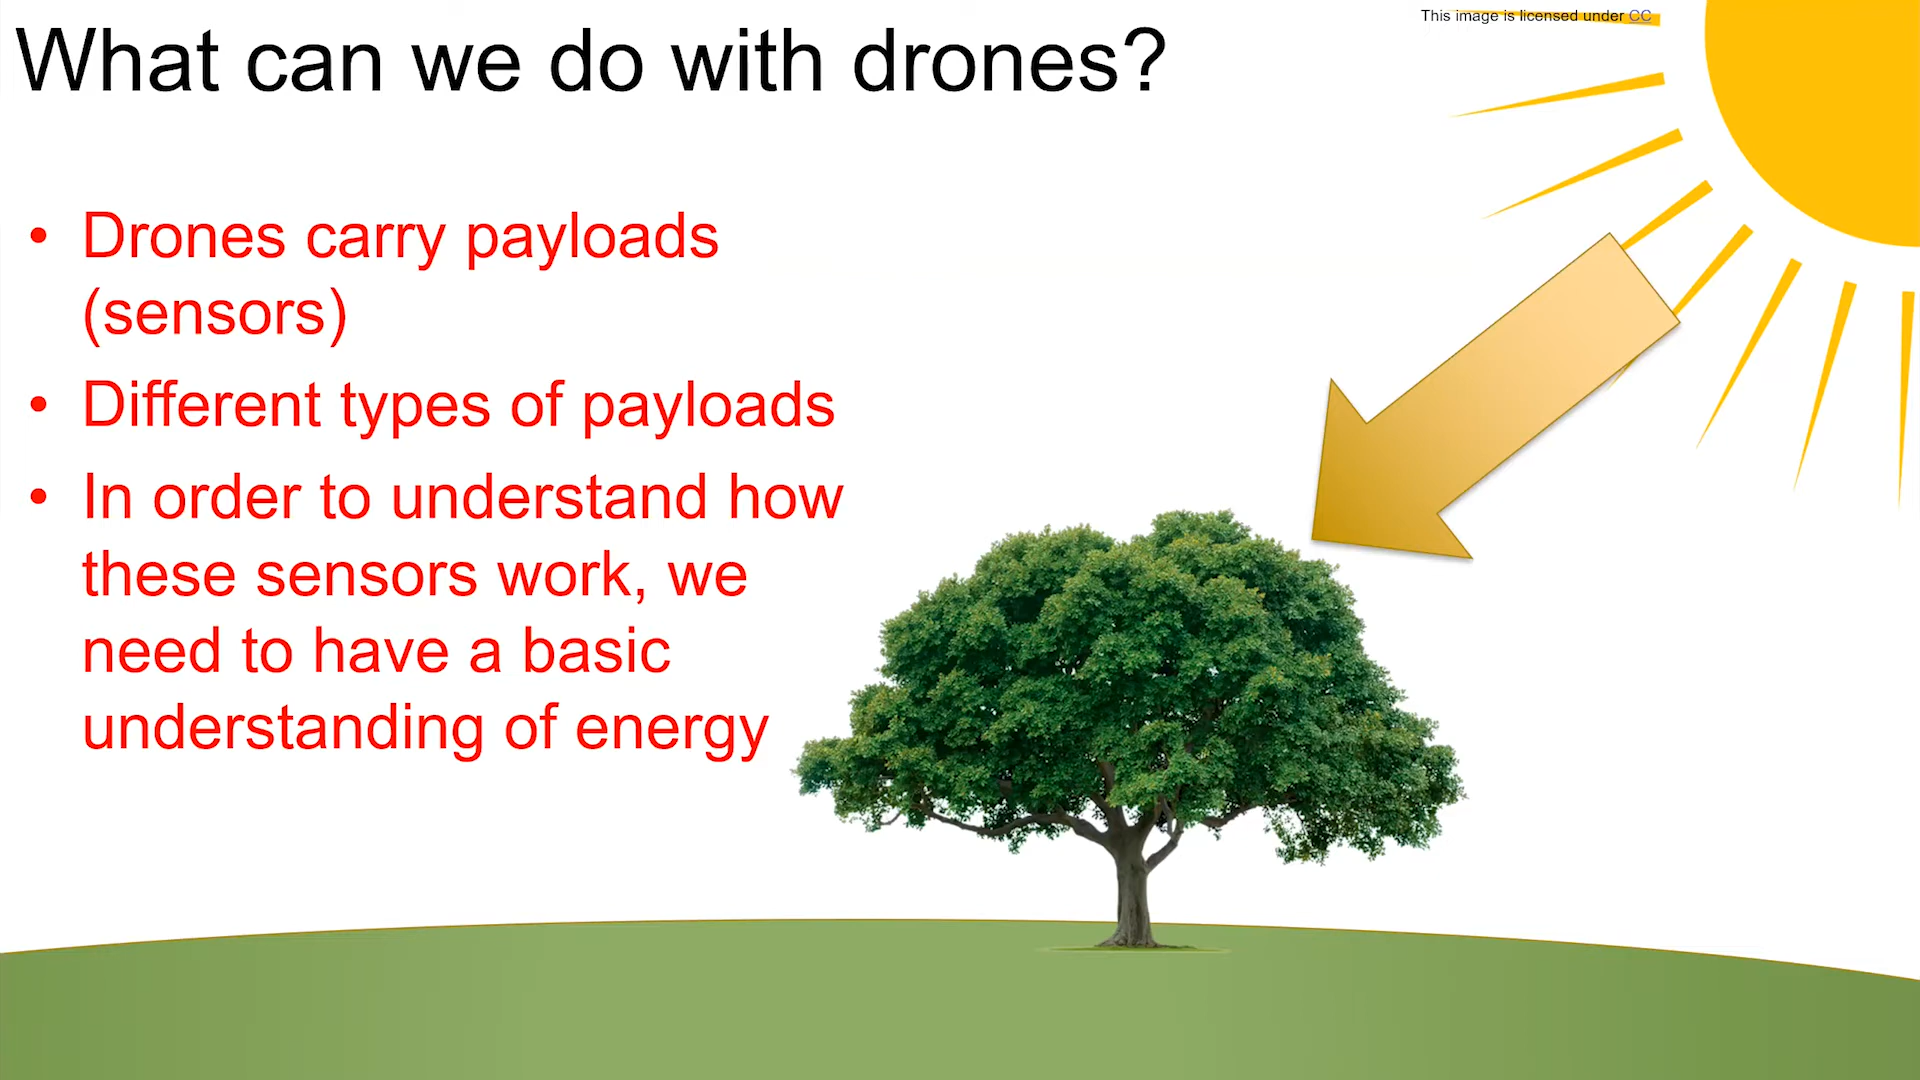 This image is licensed under CC
What can we do with drones?
• Drones carry payloads
(sensors)
• Different types of payloads
• In order to understand how
these sensors work, we
need to have a basic
understanding of energy